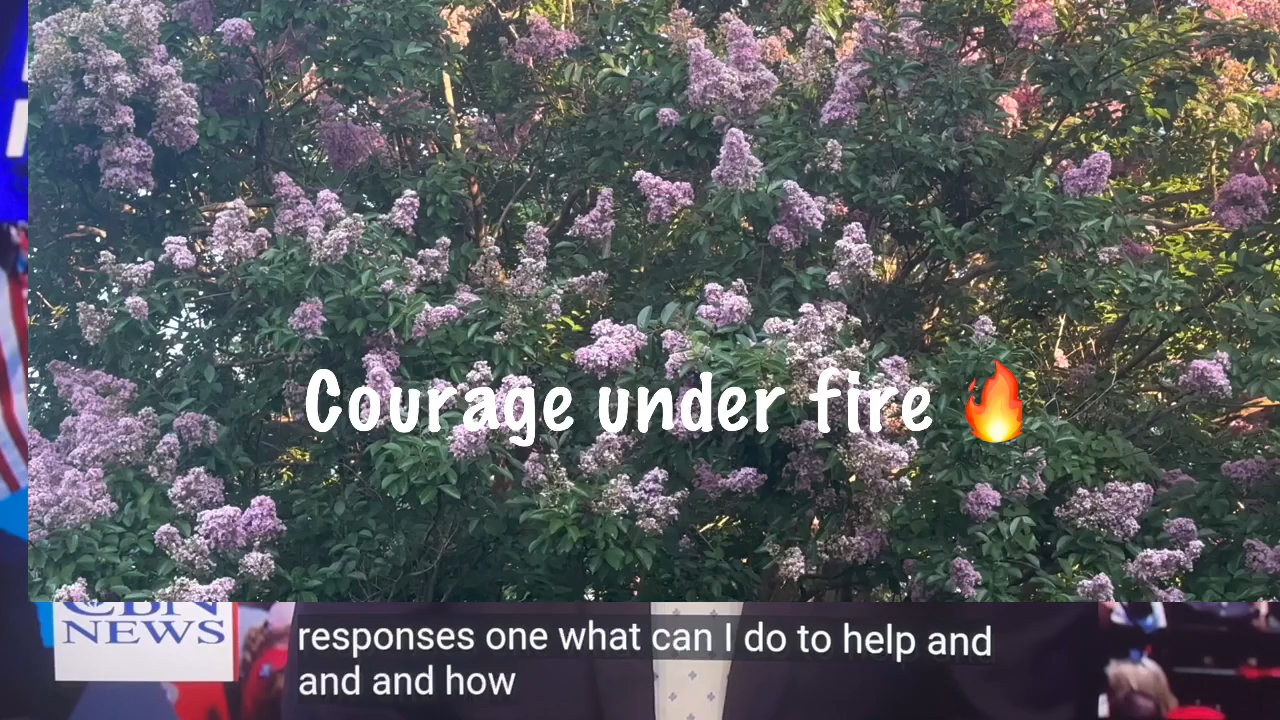 Courage under fire 🔥
CBN
NEWS
responses one what can I do to help and
and and how